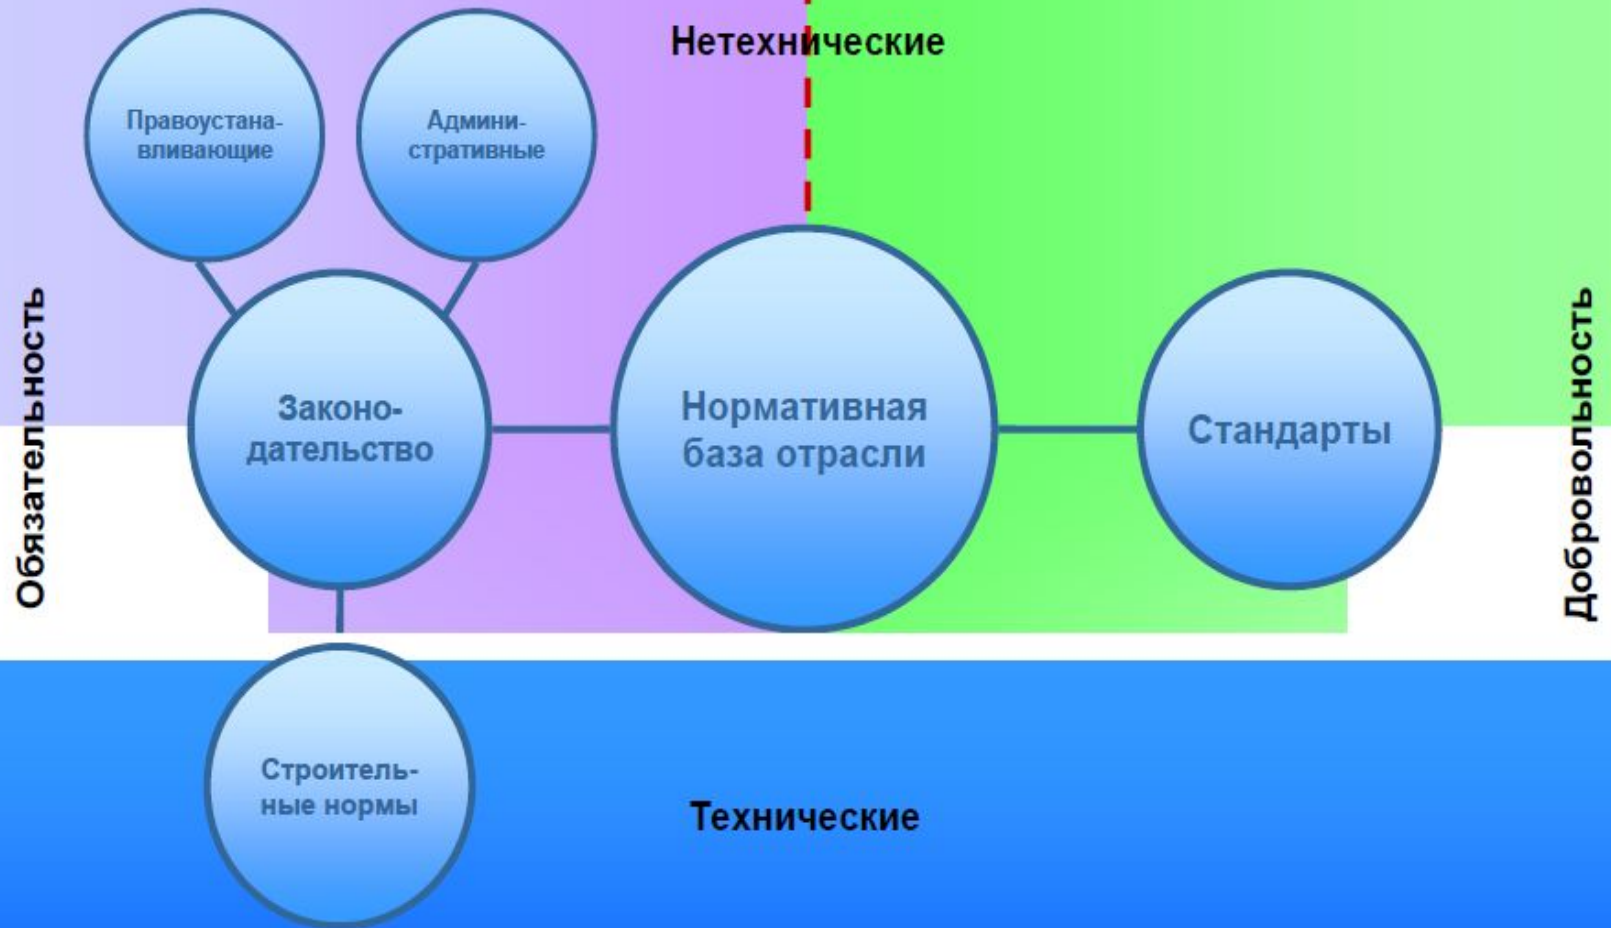 Нетехнические
Правоустана-
вливающие
Админи-
стративные
Обязательность
Законо-
дательство
Нормативная
база отрасли
Стандарты
Добровольность
Строитель-
ные нормы
Технические